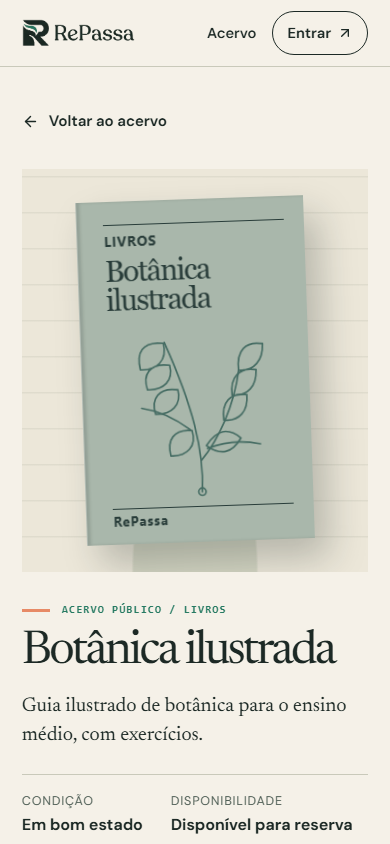 RePassa
Acervo
Entrar
Voltar ao acervo
LIVROS
Botânica
ilustrada
RePassa
ACERVO PÚBLICO / LIVROS
Botânica ilustrada
Guia ilustrado de botânica para o ensino
médio, com exercícios.
CONDIÇÃO
DISPONIBILIDADE
Em bom estado
Disponível para reserva